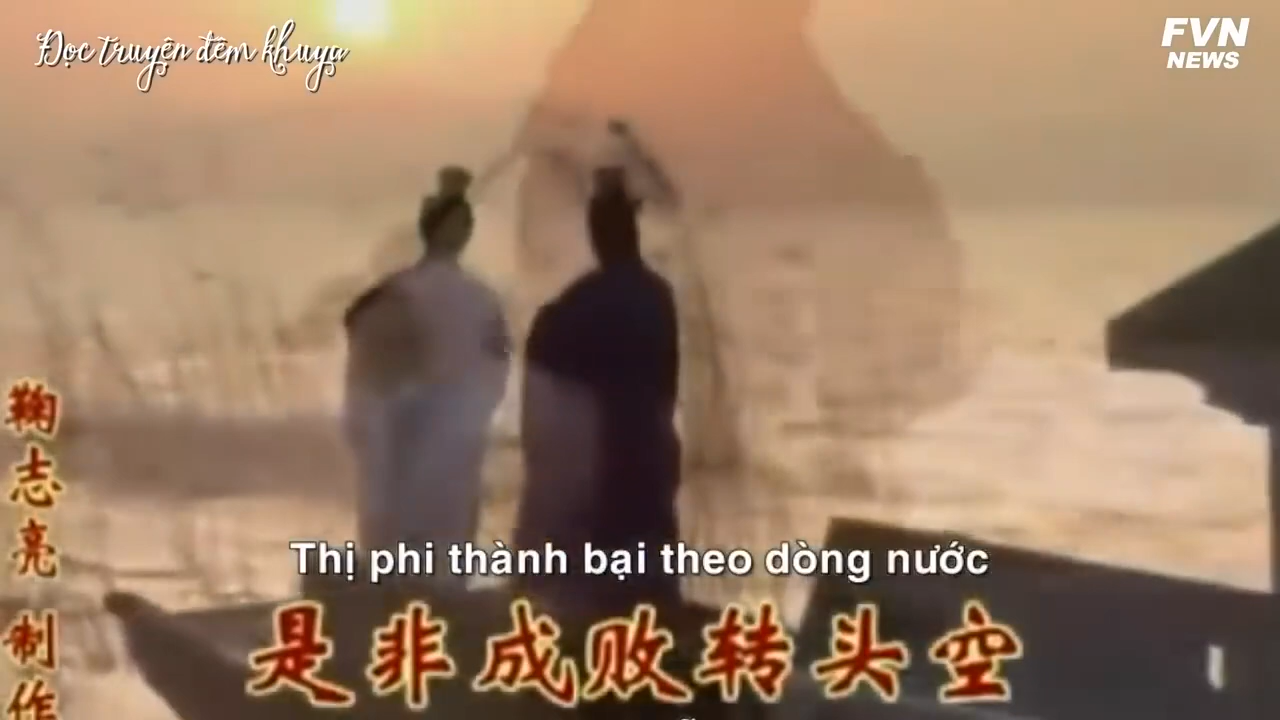 Đọc truyện đêm khuya
FVN
NEWS
鞠志亮 制作
Thị phi thành bại theo dòng nước
是非成败转头空